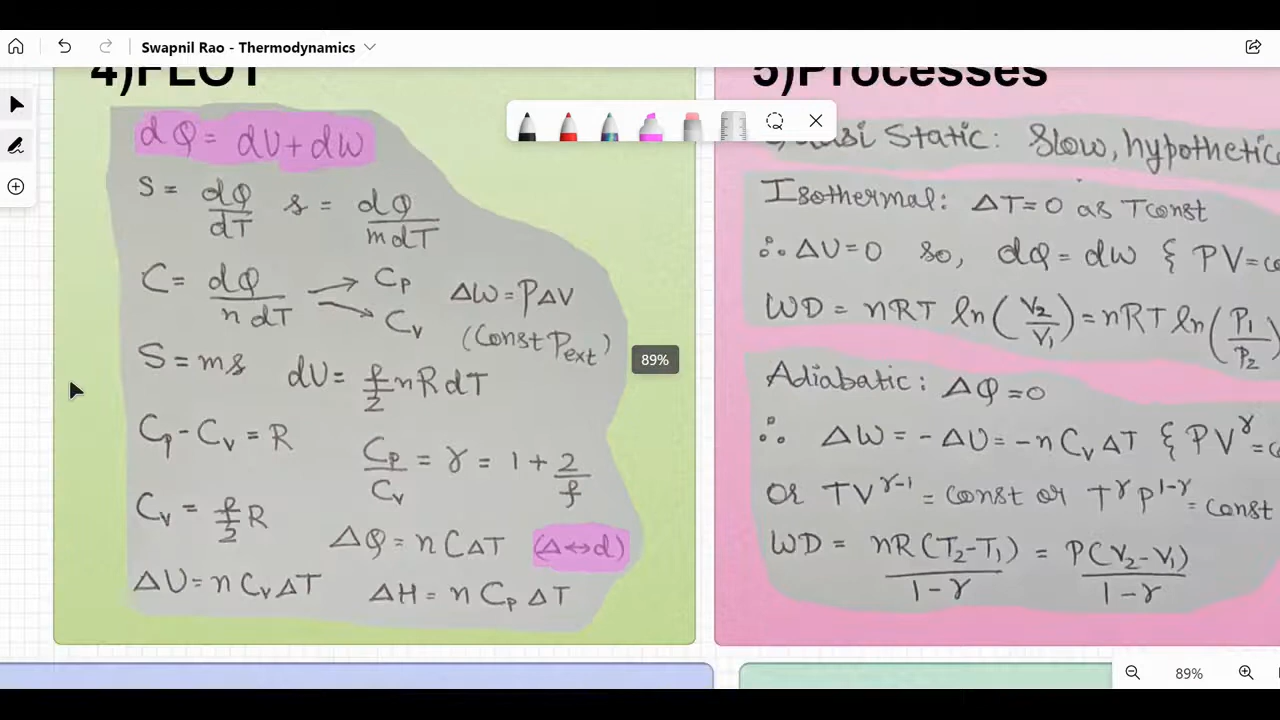 Swapnil Rao - Thermodynamics
4)FLOT
dQ = dU + dW
S = dQ/dT s = dQ/mdT
C = dQ/ndT → Cp
→ Cv
ΔW = PΔV
(Const Pext)
S = ms dU = f/2 nRdT
Cp - Cv = R
Cp/Cv = γ = 1 + 2/f
Cv = f/2 R
ΔQ = nCΔT (Δ↔d)
ΔU = nCvΔT ΔH = nCpΔT
5)Processes
Static: Slow,
Isothermal: ΔT=0 as Tconst
∴ ΔU=0 so, dQ = dW { PV=
WD = nRT ln(V2/V1) = nRT ln(P1/P2)
Adiabatic: ΔQ=0
∴ ΔW = -ΔU = -nCvΔT { PV^γ =
or TV^γ-1 = const or T^γ P^1-γ = const
WD = nR(T2-T1)/1-γ = P(V2-V1)/1-γ
89%
89%